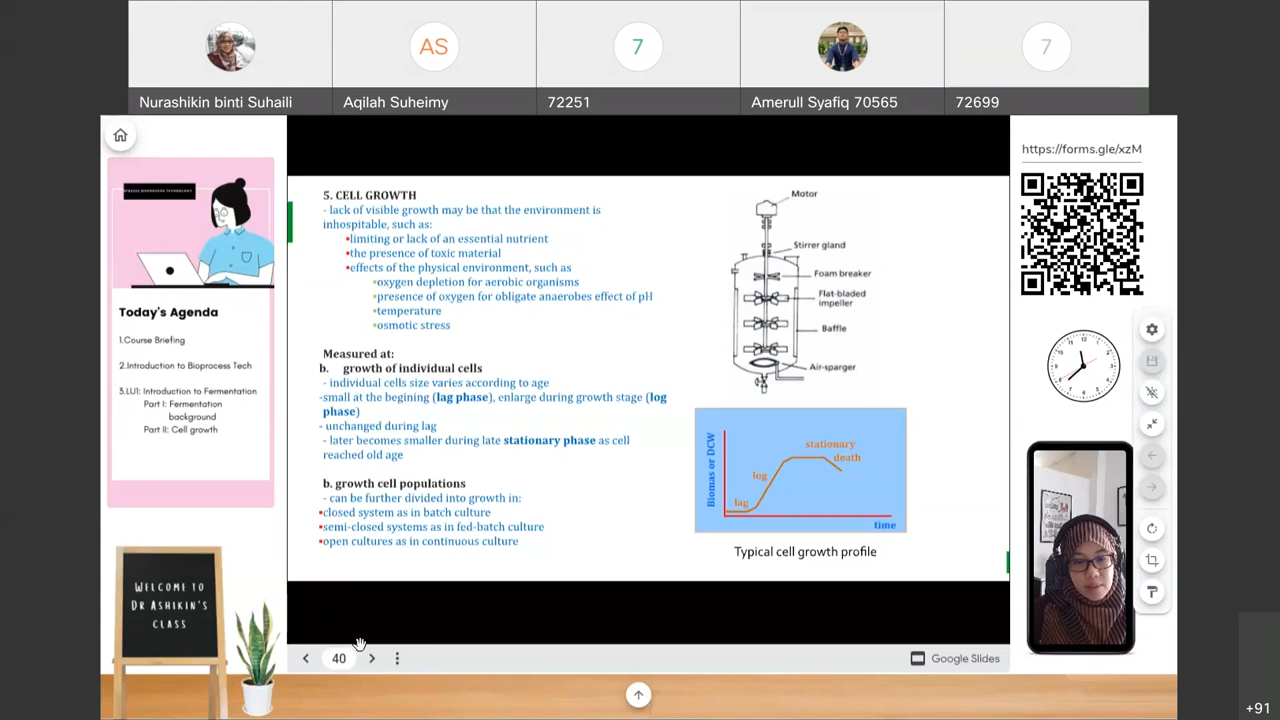 AS
7
7
Nurashikin binti Suhaili
Aqilah Suheimy
72251
Amerull Syafiq 70565
72699
https://forms.gle/xzM
Today's Agenda
1.Course Briefing
2.Introduction to Bioprocess Tech
3.LU1: Introduction to Fermentation
Part I: Fermentation
background
Part II: Cell growth
WELCOME TO
DR ASHIKIN'S
CLASS
5. CELL GROWTH
- lack of visible growth may be that the environment is
inhospitable, such as:
▪limiting or lack of an essential nutrient
▪the presence of toxic material
▪effects of the physical environment, such as
▪oxygen depletion for aerobic organisms
▪presence of oxygen for obligate anaerobes effect of pH
▪temperature
▪osmotic stress
Measured at:
b. growth of individual cells
- individual cells size varies according to age
-small at the begining (lag phase), enlarge during growth stage (log
phase)
- unchanged during lag
- later becomes smaller during late stationary phase as cell
reached old age
b. growth cell populations
- can be further divided into growth in:
▪closed system as in batch culture
▪semi-closed systems as in fed-batch culture
▪open cultures as in continuous culture
Motor
Stirrer gland
Foam breaker
Flat-bladed
impeller
Baffle
Air-sparger
Biomas or DCW
stationary
death
log
lag
time
Typical cell growth profile
40
Google Slides
+91